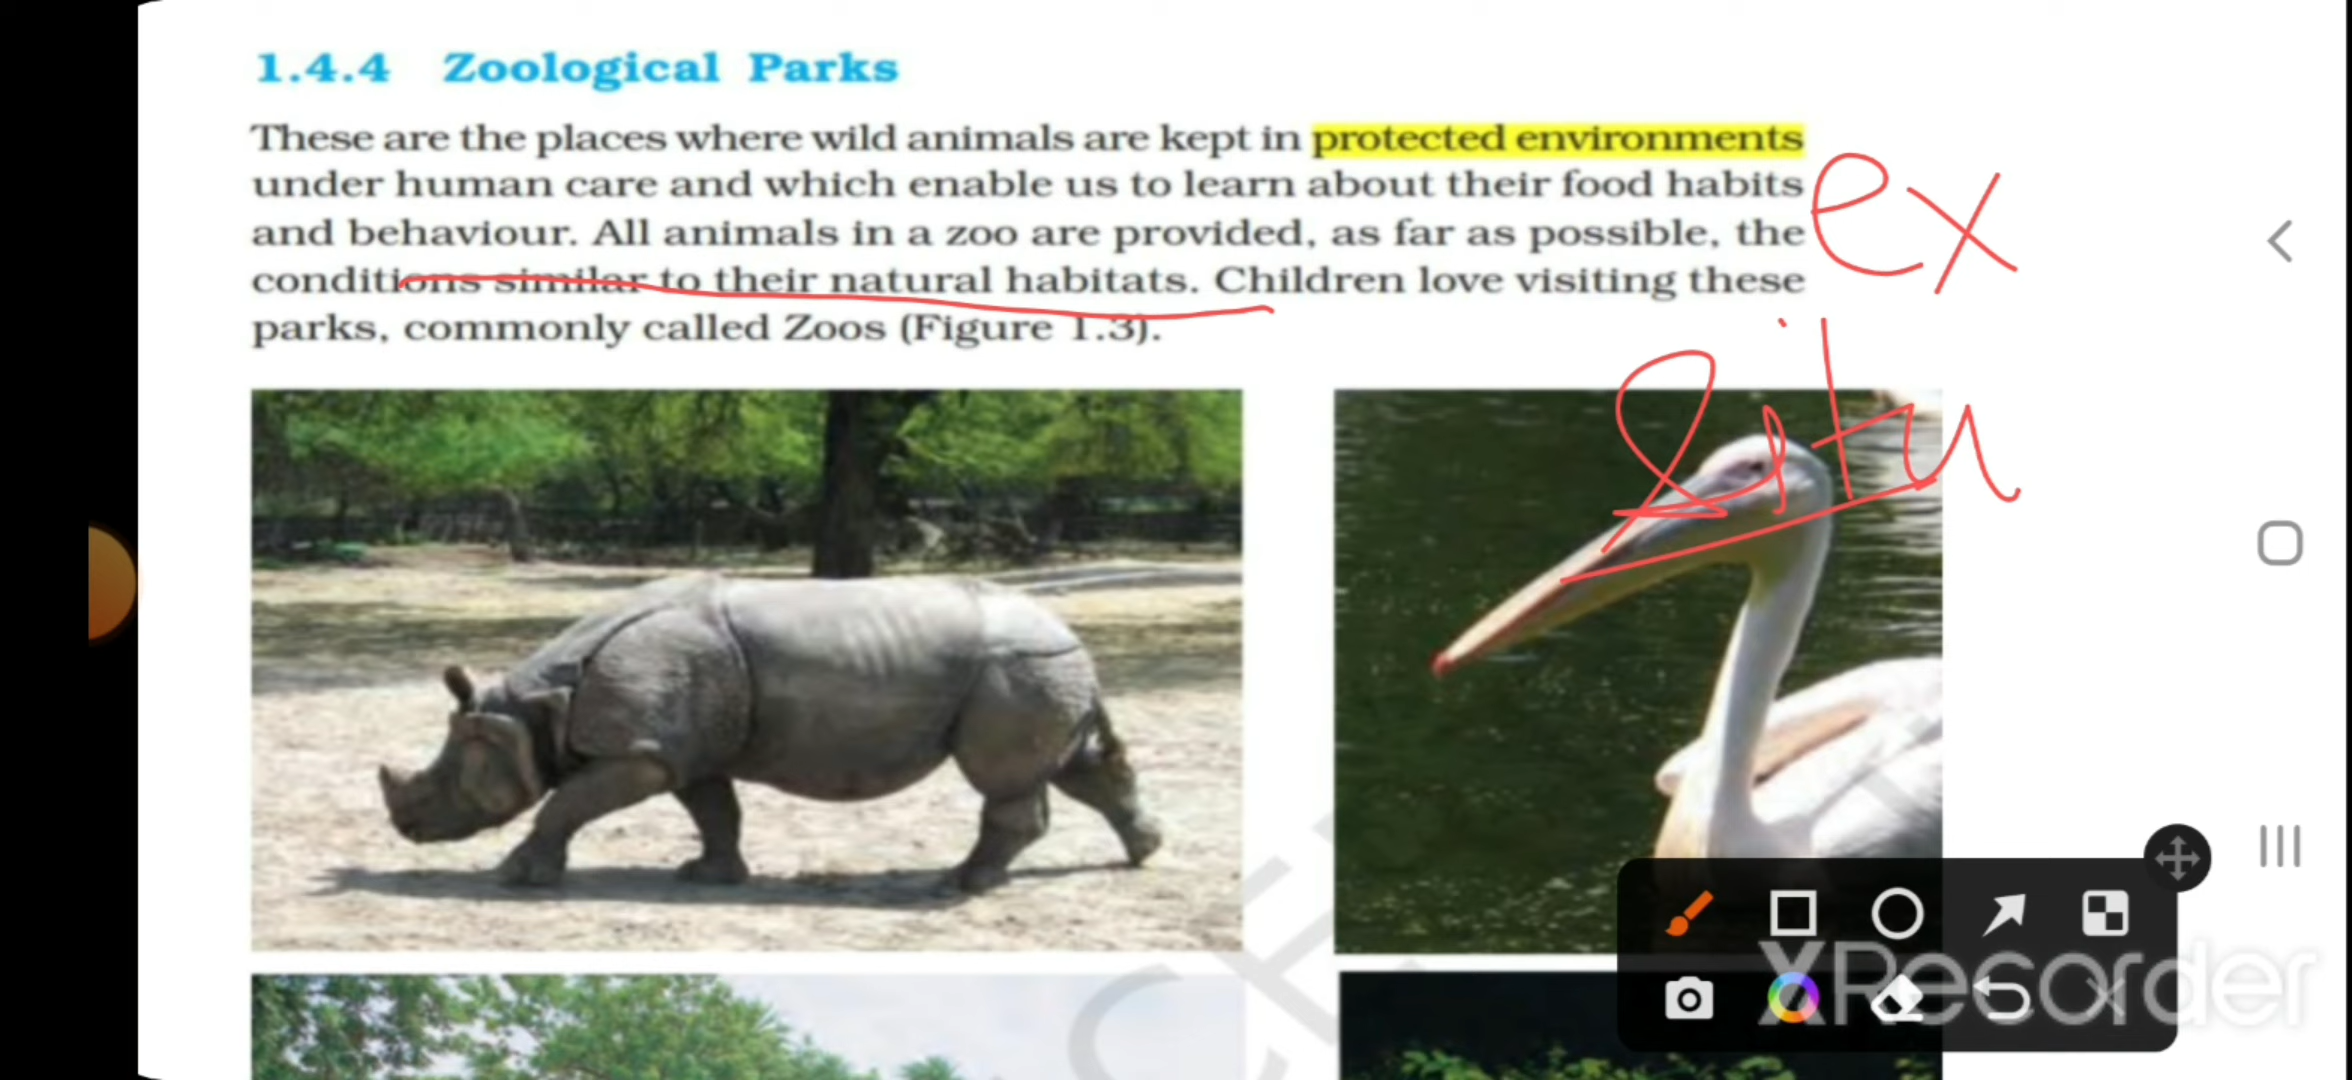 1.4.4 Zoological Parks
These are the places where wild animals are kept in protected environments
under human care and which enable us to learn about their food habits
and behaviour. All animals in a zoo are provided, as far as possible, the
conditions similar to their natural habitats. Children love visiting these
parks, commonly called Zoos (Figure 1.3).
ex
situ
XRecorder